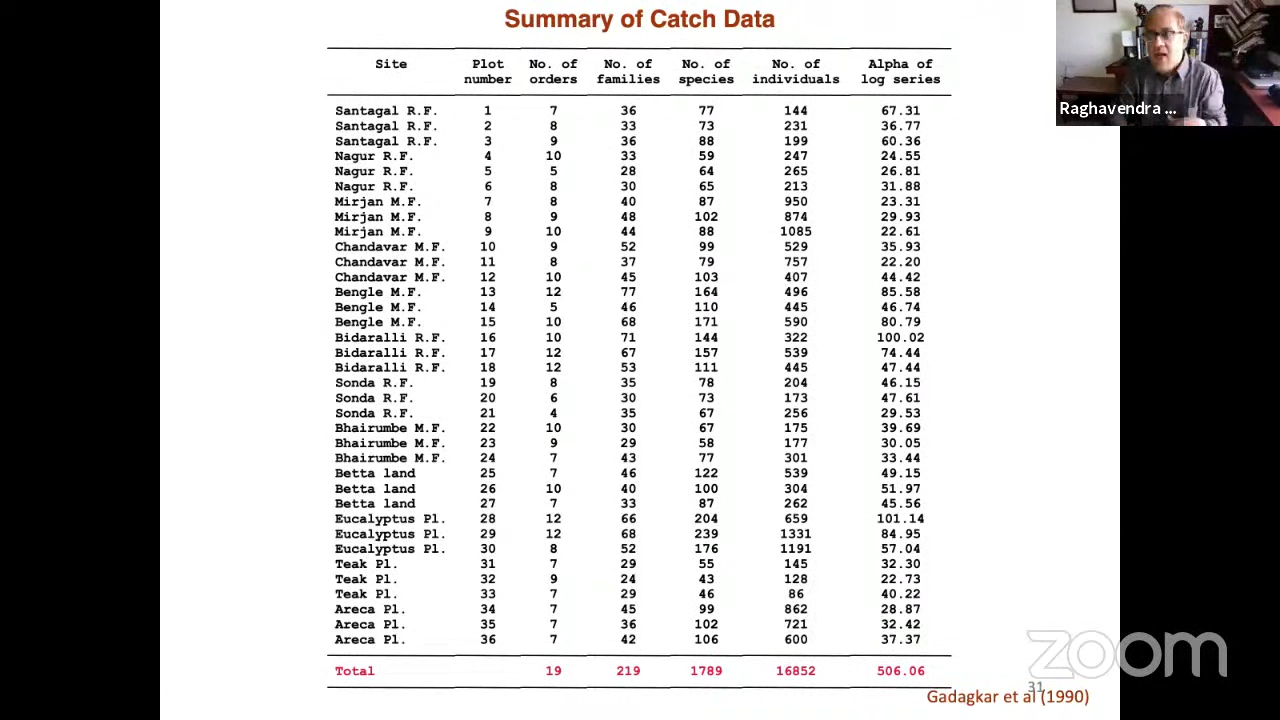 Summary of Catch Data
Site Plot number No. of orders No. of families No. of species No. of individuals Alpha of log series
Santagal R.F. 1 7 36 77 144 67.31
Santagal R.F. 2 8 33 73 231 36.77
Santagal R.F. 3 9 36 88 199 60.36
Nagur R.F. 4 10 33 59 247 24.55
Nagur R.F. 5 5 28 64 265 26.81
Nagur R.F. 6 8 30 65 213 31.88
Mirjan M.F. 7 8 40 87 950 23.31
Mirjan M.F. 8 9 48 102 874 29.93
Mirjan M.F. 9 10 44 88 1085 22.61
Chandavar M.F. 10 9 52 99 529 35.93
Chandavar M.F. 11 8 37 79 757 22.20
Chandavar M.F. 12 10 45 103 407 44.42
Bengle M.F. 13 12 77 164 496 85.58
Bengle M.F. 14 5 46 110 445 46.74
Bengle M.F. 15 10 68 171 590 80.79
Bidaralli R.F. 16 10 71 144 322 100.02
Bidaralli R.F. 17 12 67 157 539 74.44
Bidaralli R.F. 18 12 53 111 445 47.44
Sonda R.F. 19 8 35 78 204 46.15
Sonda R.F. 20 6 30 73 173 47.61
Sonda R.F. 21 4 35 67 256 29.53
Bhairumbe M.F. 22 10 30 67 175 39.69
Bhairumbe M.F. 23 9 29 58 177 30.05
Bhairumbe M.F. 24 7 43 77 301 33.44
Betta land 25 7 46 122 539 49.15
Betta land 26 10 40 100 304 51.97
Betta land 27 7 33 87 262 45.56
Eucalyptus Pl. 28 12 66 204 659 101.14
Eucalyptus Pl. 29 12 68 239 1331 84.95
Eucalyptus Pl. 30 8 52 176 1191 57.04
Teak Pl. 31 7 29 55 145 32.30
Teak Pl. 32 9 24 43 128 22.73
Teak Pl. 33 7 29 46 86 40.22
Areca Pl. 34 7 45 99 862 28.87
Areca Pl. 35 7 36 102 721 32.42
Areca Pl. 36 7 42 106 600 37.37
Total 19 219 1789 16852 506.06
31
Gadagkar et al (1990)
Raghavendra ...
zoom